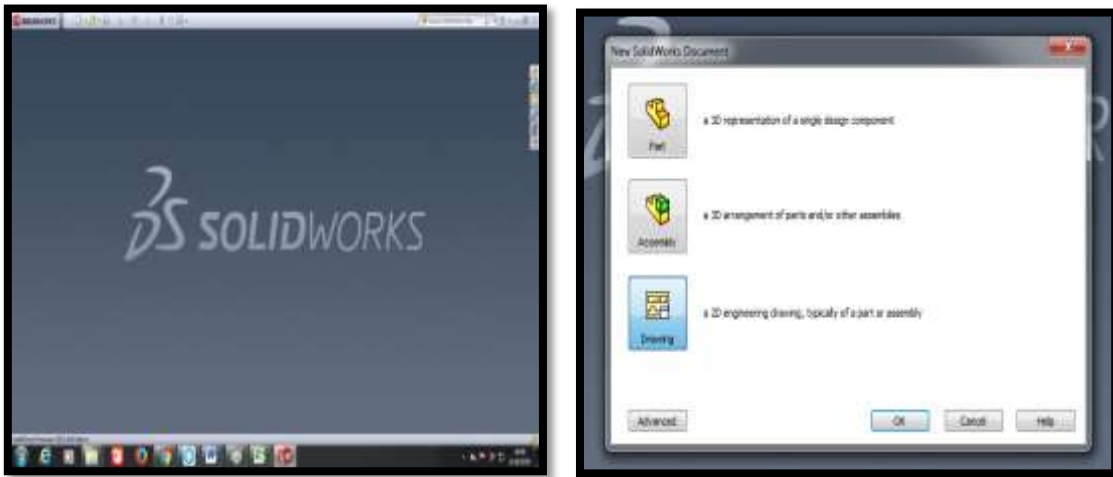 SOLIDWORKS
SOLIDWORKS
New SolidWorks Document
Part
a 3D representation of a single design component
Assembly
a 3D arrangement of parts and/or other assemblies
Drawing
a 2D engineering drawing, typically of a part or assembly
Advanced
OK
Cancel
Help